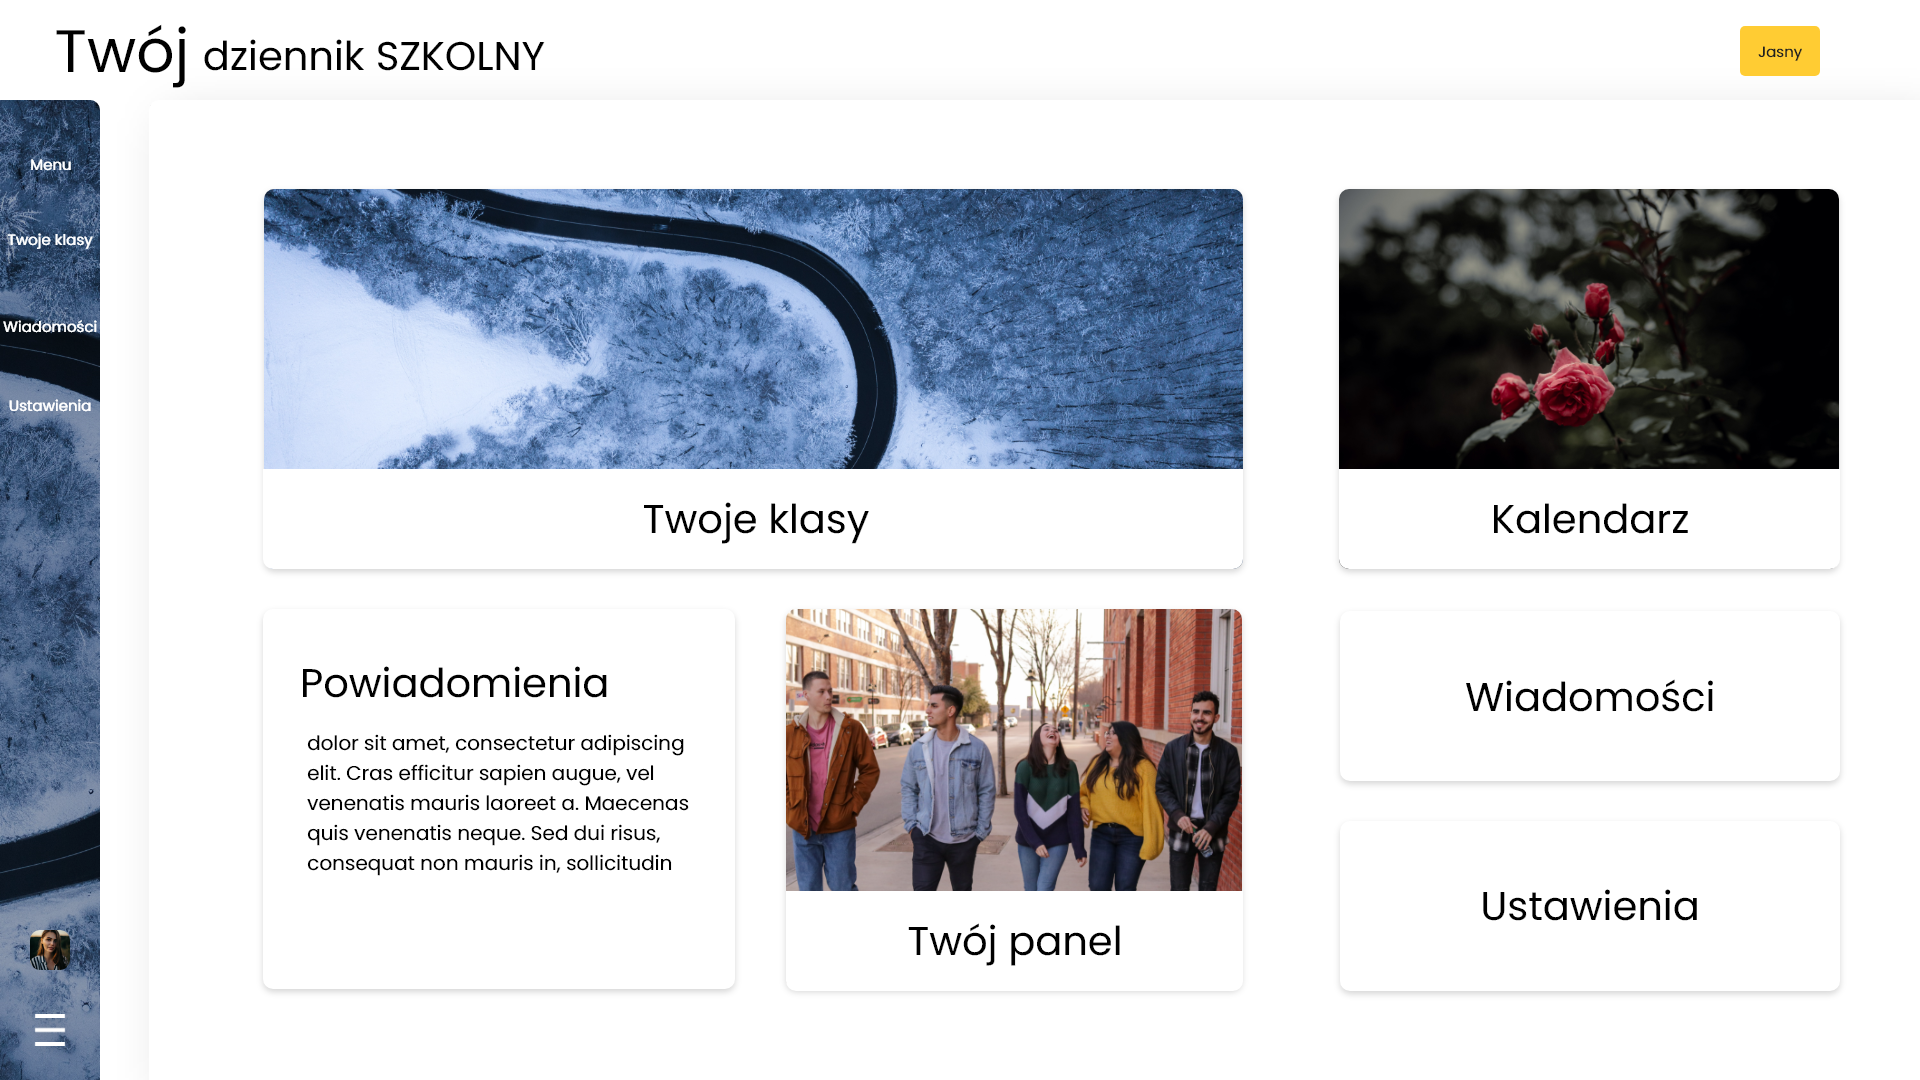 Twój dziennik SZKOLNY
Jasny
Menu
Twoje klasy
Wiadomości
Ustawienia
Twoje klasy
Kalendarz
Powiadomienia
dolor sit amet, consectetur adipiscing
elit. Cras efficitur sapien augue, vel
venenatis mauris laoreet a. Maecenas
quis venenatis neque. Sed dui risus,
consequat non mauris in, sollicitudin
Twój panel
Wiadomości
Ustawienia